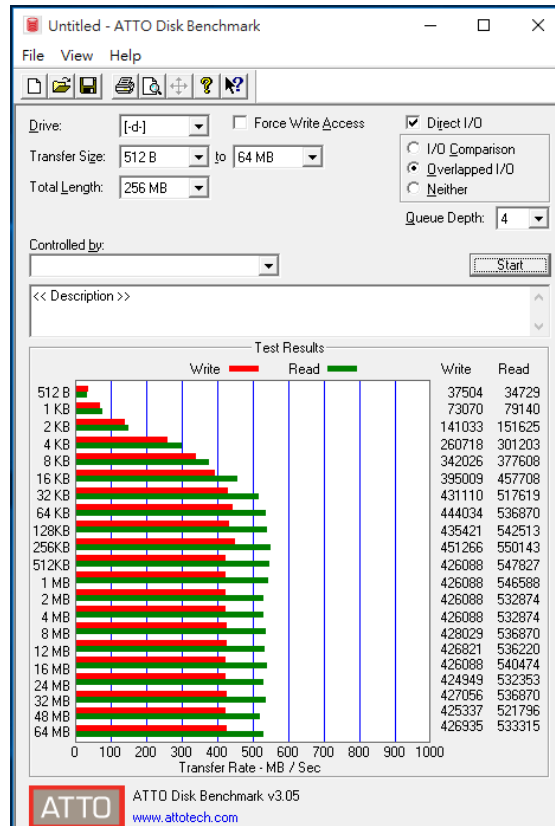 Untitled - ATTO Disk Benchmark
File View Help
Drive: [-d-] Force Write Access Direct I/O
Transfer Size: 512 B to 64 MB I/O Comparison
Total Length: 256 MB Overlapped I/O
Neither
Queue Depth: 4
Controlled by:
Start
<< Description >>
Test Results
Write Read Write Read
512 B 37504 34729
1 KB 73070 79140
2 KB 141033 151625
4 KB 260718 301203
8 KB 342026 377608
16 KB 395009 457708
32 KB 431110 517619
64 KB 444034 536870
128KB 435421 542513
256KB 451266 550143
512KB 426088 547827
1 MB 426088 546588
2 MB 426088 532874
4 MB 426088 532874
8 MB 428029 536870
12 MB 426821 536220
16 MB 426088 540474
24 MB 424949 532353
32 MB 427056 536870
48 MB 425337 521796
64 MB 426935 533315
0 100 200 300 400 500 600 700 800 900 1000
Transfer Rate - MB / Sec
ATTO
ATTO Disk Benchmark v3.05
www.attotech.com